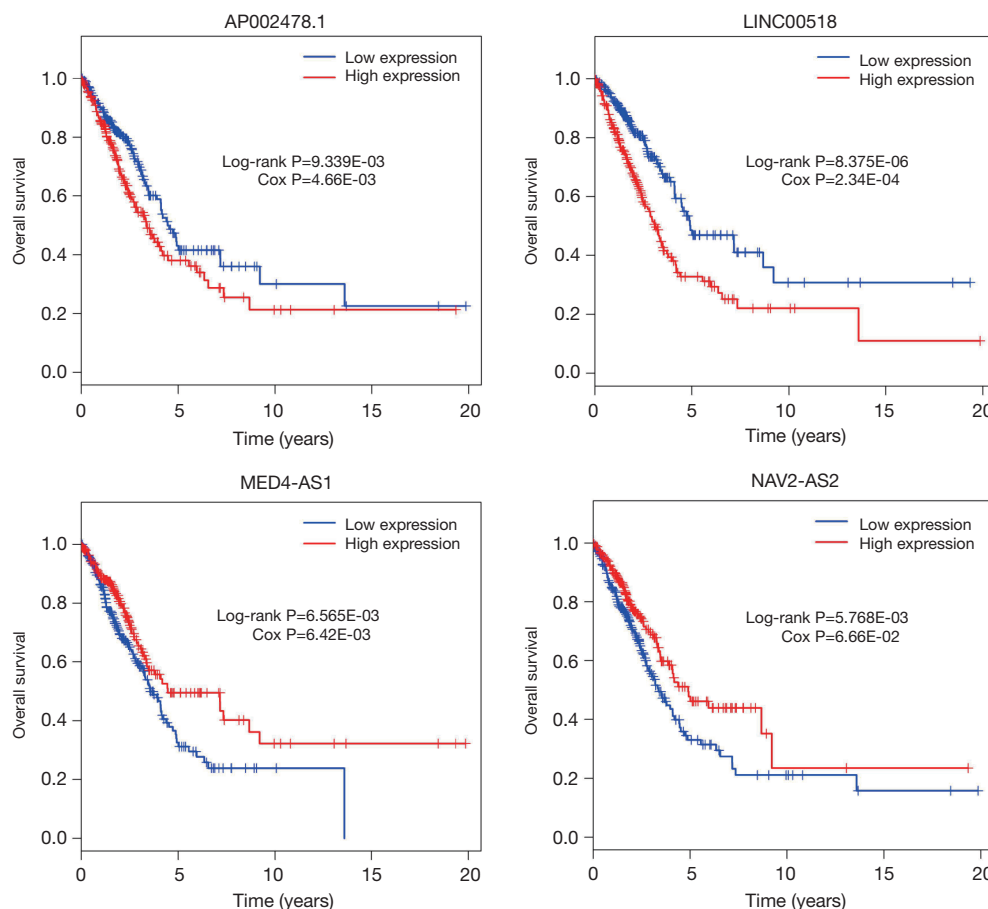 AP002478.1
Low expression
High expression
Log-rank P=9.339E-03
Cox P=4.66E-03
Overall survival
1.0
0.8
0.6
0.4
0.2
0.0
0 5 10 15 20
Time (years)
LINC00518
Low expression
High expression
Log-rank P=8.375E-06
Cox P=2.34E-04
Overall survival
1.0
0.8
0.6
0.4
0.2
0.0
0 5 10 15 20
Time (years)
MED4-AS1
Low expression
High expression
Log-rank P=6.565E-03
Cox P=6.42E-03
Overall survival
1.0
0.8
0.6
0.4
0.2
0.0
0 5 10 15 20
Time (years)
NAV2-AS2
Low expression
High expression
Log-rank P=5.768E-03
Cox P=6.66E-02
Overall survival
1.0
0.8
0.6
0.4
0.2
0.0
0 5 10 15 20
Time (years)